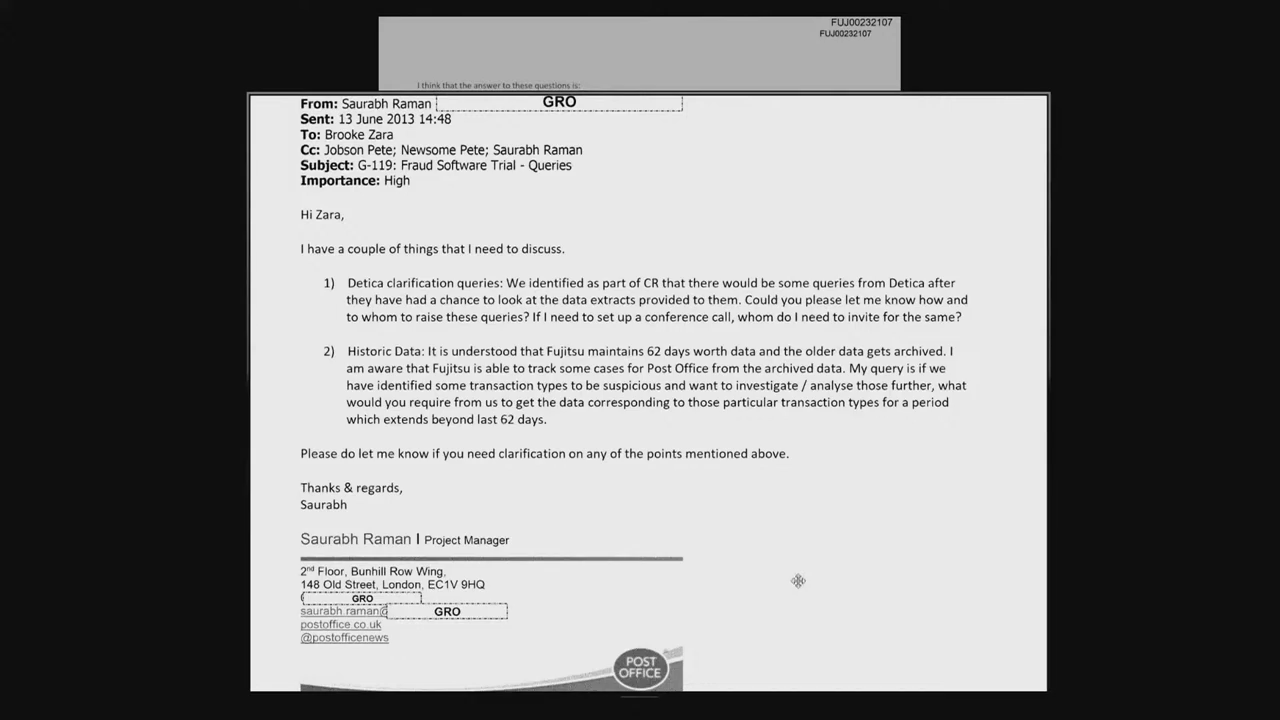 FUJ00232107
FUJ00232107
I think that the answer to these questions is:
From: Saurabh Raman GRO
Sent: 13 June 2013 14:48
To: Brooke Zara
Cc: Jobson Pete; Newsome Pete; Saurabh Raman
Subject: G-119: Fraud Software Trial - Queries
Importance: High
Hi Zara,
I have a couple of things that I need to discuss.
1) Detica clarification queries: We identified as part of CR that there would be some queries from Detica after
they have had a chance to look at the data extracts provided to them. Could you please let me know how and
to whom to raise these queries? If I need to set up a conference call, whom do I need to invite for the same?
2) Historic Data: It is understood that Fujitsu maintains 62 days worth data and the older data gets archived. I
am aware that Fujitsu is able to track some cases for Post Office from the archived data. My query is if we
have identified some transaction types to be suspicious and want to investigate / analyse those further, what
would you require from us to get the data corresponding to those particular transaction types for a period
which extends beyond last 62 days.
Please do let me know if you need clarification on any of the points mentioned above.
Thanks & regards,
Saurabh
Saurabh Raman I Project Manager
2nd Floor, Bunhill Row Wing,
148 Old Street, London, EC1V 9HQ
( GRO
saurabh.raman@ GRO
postoffice.co.uk
@postofficenews
POST
OFFICE